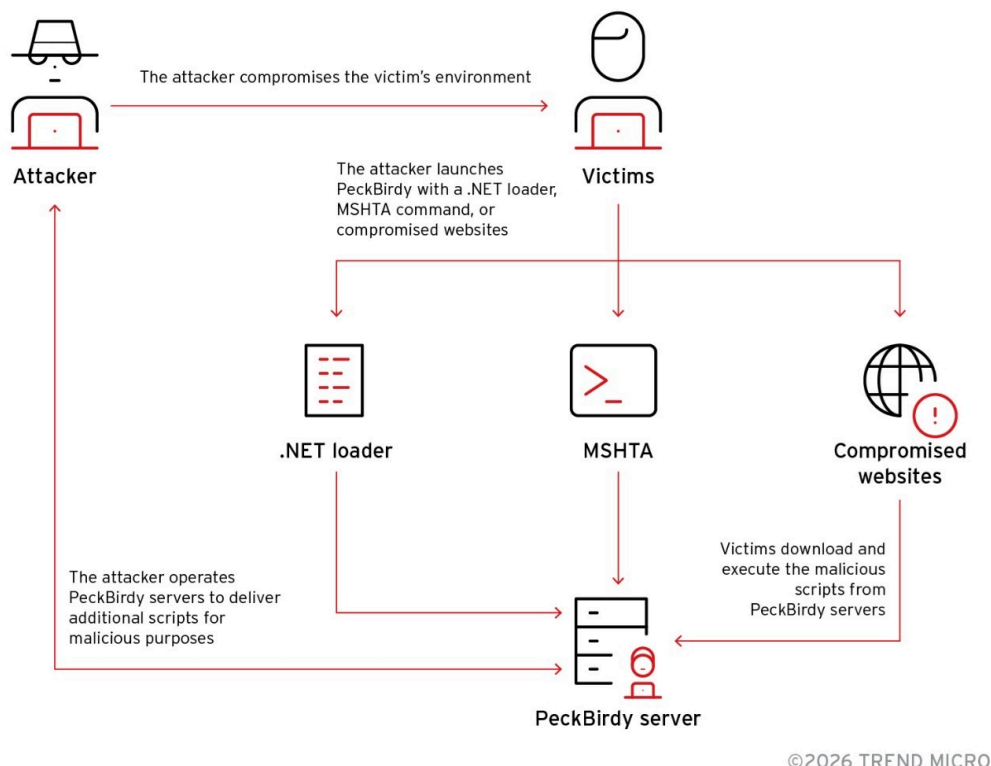 The attacker compromises the victim's environment
Attacker
Victims
The attacker launches
PeckBirdy with a .NET loader,
MSHTA command, or
compromised websites
.NET loader
MSHTA
Compromised
websites
The attacker operates
PeckBirdy servers to deliver
additional scripts for
malicious purposes
Victims download and
execute the malicious
scripts from
PeckBirdy servers
PeckBirdy server
©2026 TREND MICRO